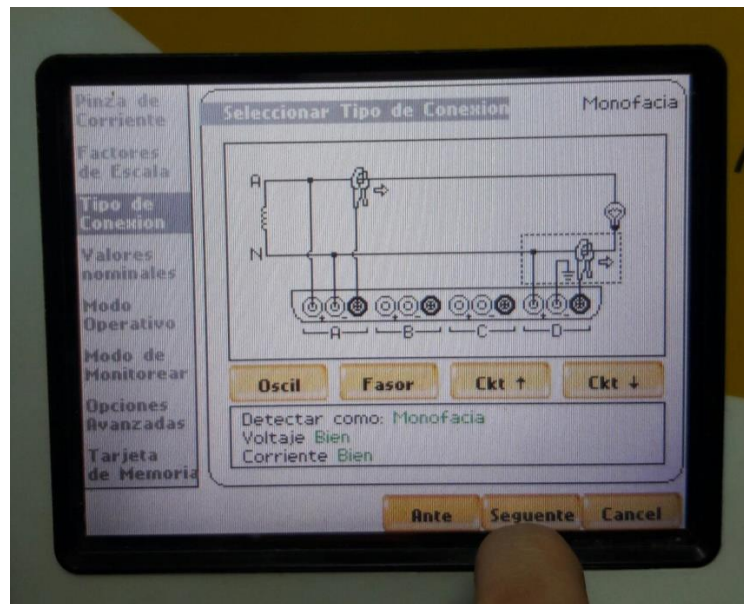 Pinza de
Corriente
Factores
de Escala
Tipo de
Conexion
Valores
nominales
Modo
Operativo
Modo de
Monitorear
Opciones
Avanzadas
Tarjeta
de Memoria
Seleccionar Tipo de Conexion
Monofacia
A
N
A B C D
Oscil Fasor Ckt ↑ Ckt ↓
Detectar como: Monofacia
Voltaje Bien
Corriente Bien
Ante Seguente Cancel